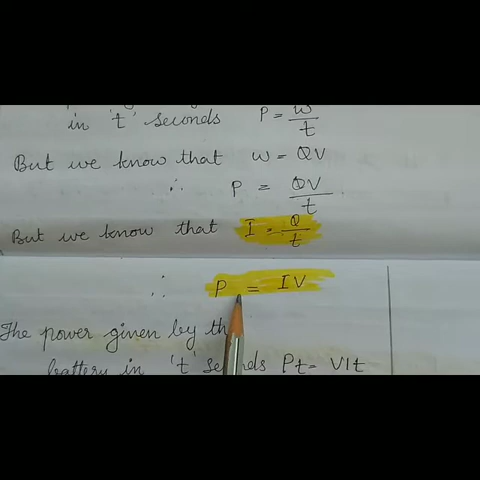 in 't' seconds P = w/t
But we know that w = QV
∴ P = QV/t
But we know that I = Q/t
∴ P = IV
The power given by th
battery in 't' se ds Pt = VIt